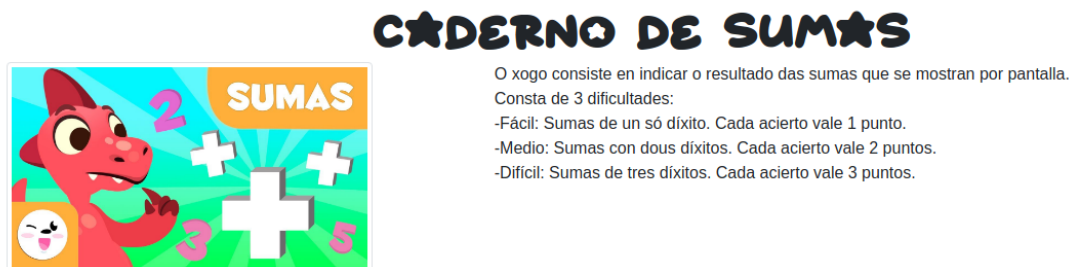 CADERNO DE SUMAS
SUMAS
2
3
5
O xogo consiste en indicar o resultado das sumas que se mostran por pantalla.
Consta de 3 dificultades:
-Fácil: Sumas de un só díxito. Cada acierto vale 1 punto.
-Medio: Sumas con dous díxitos. Cada acierto vale 2 puntos.
-Difícil: Sumas de tres díxitos. Cada acierto vale 3 puntos.